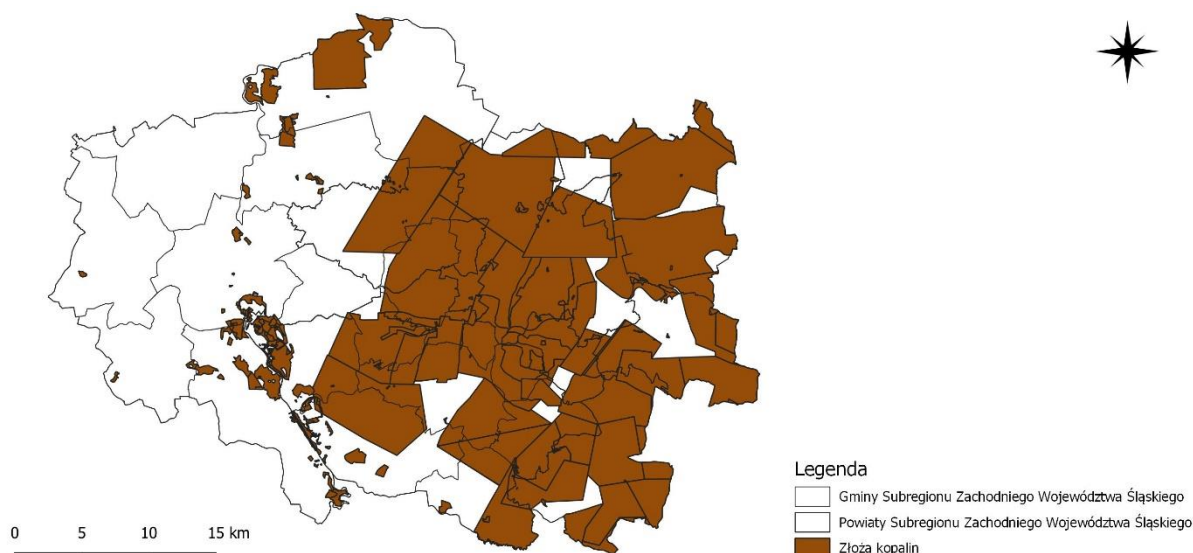 Legenda
Gminy Subregionu Zachodniego Województwa Śląskiego
Powiaty Subregionu Zachodniego Województwa Śląskiego
Złoża kopalin
0 5 10 15 km